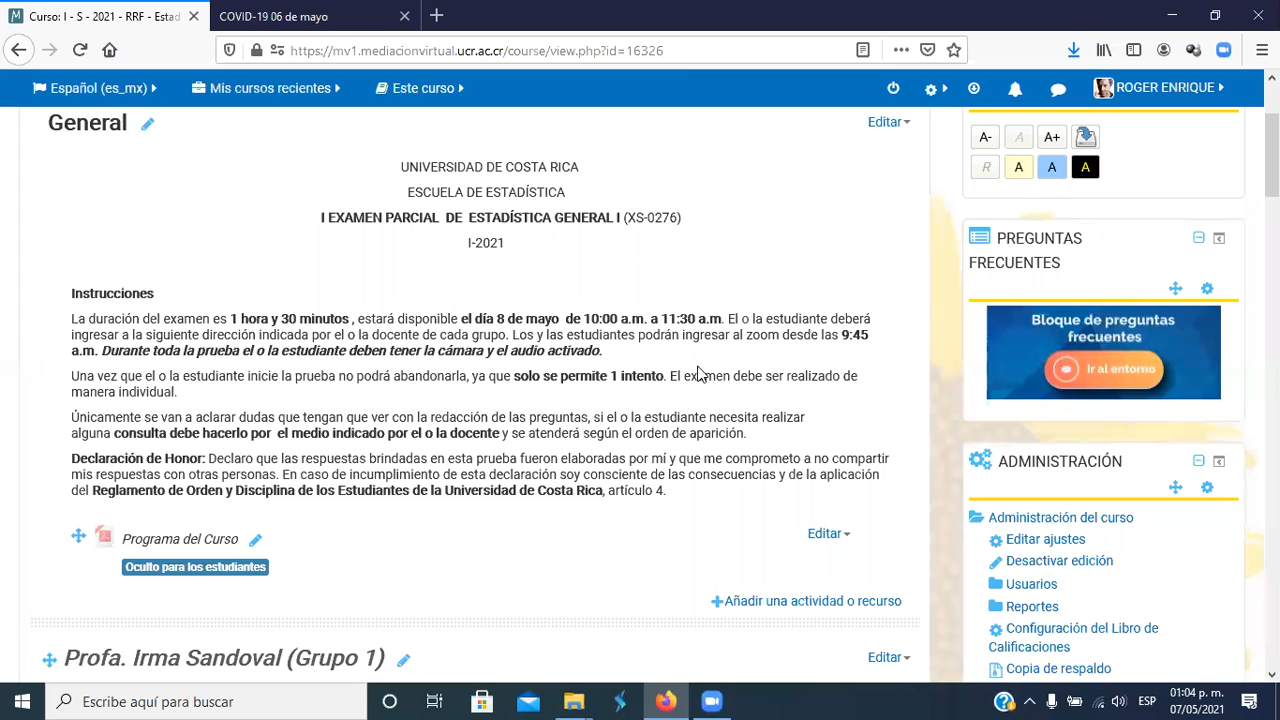 Curso: I - S - 2021 - RRF - Estad
COVID-19 06 de mayo
https://mv1.mediacionvirtual.ucr.ac.cr/course/view.php?id=16326
Español (es_mx)
Mis cursos recientes
Este curso
ROGER ENRIQUE
General
Editar
UNIVERSIDAD DE COSTA RICA
ESCUELA DE ESTADÍSTICA
I EXAMEN PARCIAL DE ESTADÍSTICA GENERAL I (XS-0276)
I-2021
Instrucciones
La duración del examen es 1 hora y 30 minutos , estará disponible el día 8 de mayo de 10:00 a.m. a 11:30 a.m. El o la estudiante deberá
ingresar a la siguiente dirección indicada por el o la docente de cada grupo. Los y las estudiantes podrán ingresar al zoom desde las 9:45
a.m. Durante toda la prueba el o la estudiante deben tener la cámara y el audio activado.
Una vez que el o la estudiante inicie la prueba no podrá abandonarla, ya que solo se permite 1 intento. El examen debe ser realizado de
manera individual.
Únicamente se van a aclarar dudas que tengan que ver con la redacción de las preguntas, si el o la estudiante necesita realizar
alguna consulta debe hacerlo por el medio indicado por el o la docente y se atenderá según el orden de aparición.
Declaración de Honor: Declaro que las respuestas brindadas en esta prueba fueron elaboradas por mí y que me comprometo a no compartir
mis respuestas con otras personas. En caso de incumplimiento de esta declaración soy consciente de las consecuencias y de la aplicación
del Reglamento de Orden y Disciplina de los Estudiantes de la Universidad de Costa Rica, artículo 4.
Programa del Curso
Editar
Oculto para los estudiantes
Añadir una actividad o recurso
Profa. Irma Sandoval (Grupo 1)
Editar
A-
A
A+
R
A
A
A
PREGUNTAS
FRECUENTES
Bloque de preguntas
frecuentes
Ir al entorno
ADMINISTRACIÓN
Administración del curso
Editar ajustes
Desactivar edición
Usuarios
Reportes
Configuración del Libro de
Calificaciones
Copia de respaldo
Escribe aquí para buscar
ESP
01:04 p. m.
07/05/2021